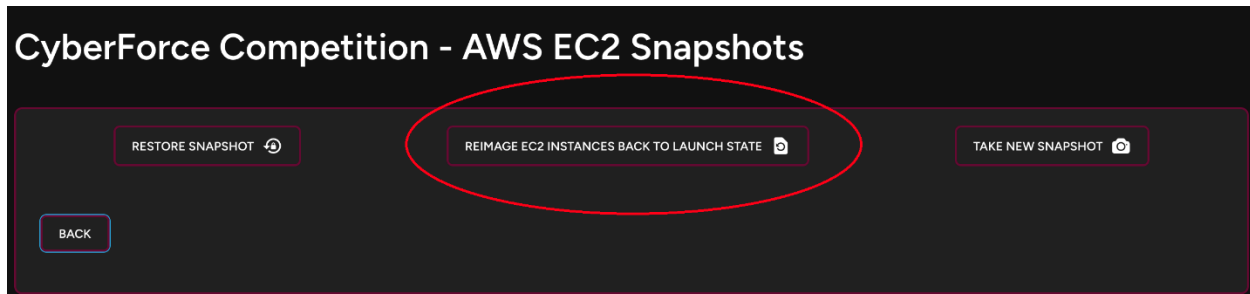 CyberForce Competition - AWS EC2 Snapshots
RESTORE SNAPSHOT
REIMAGE EC2 INSTANCES BACK TO LAUNCH STATE
TAKE NEW SNAPSHOT
BACK